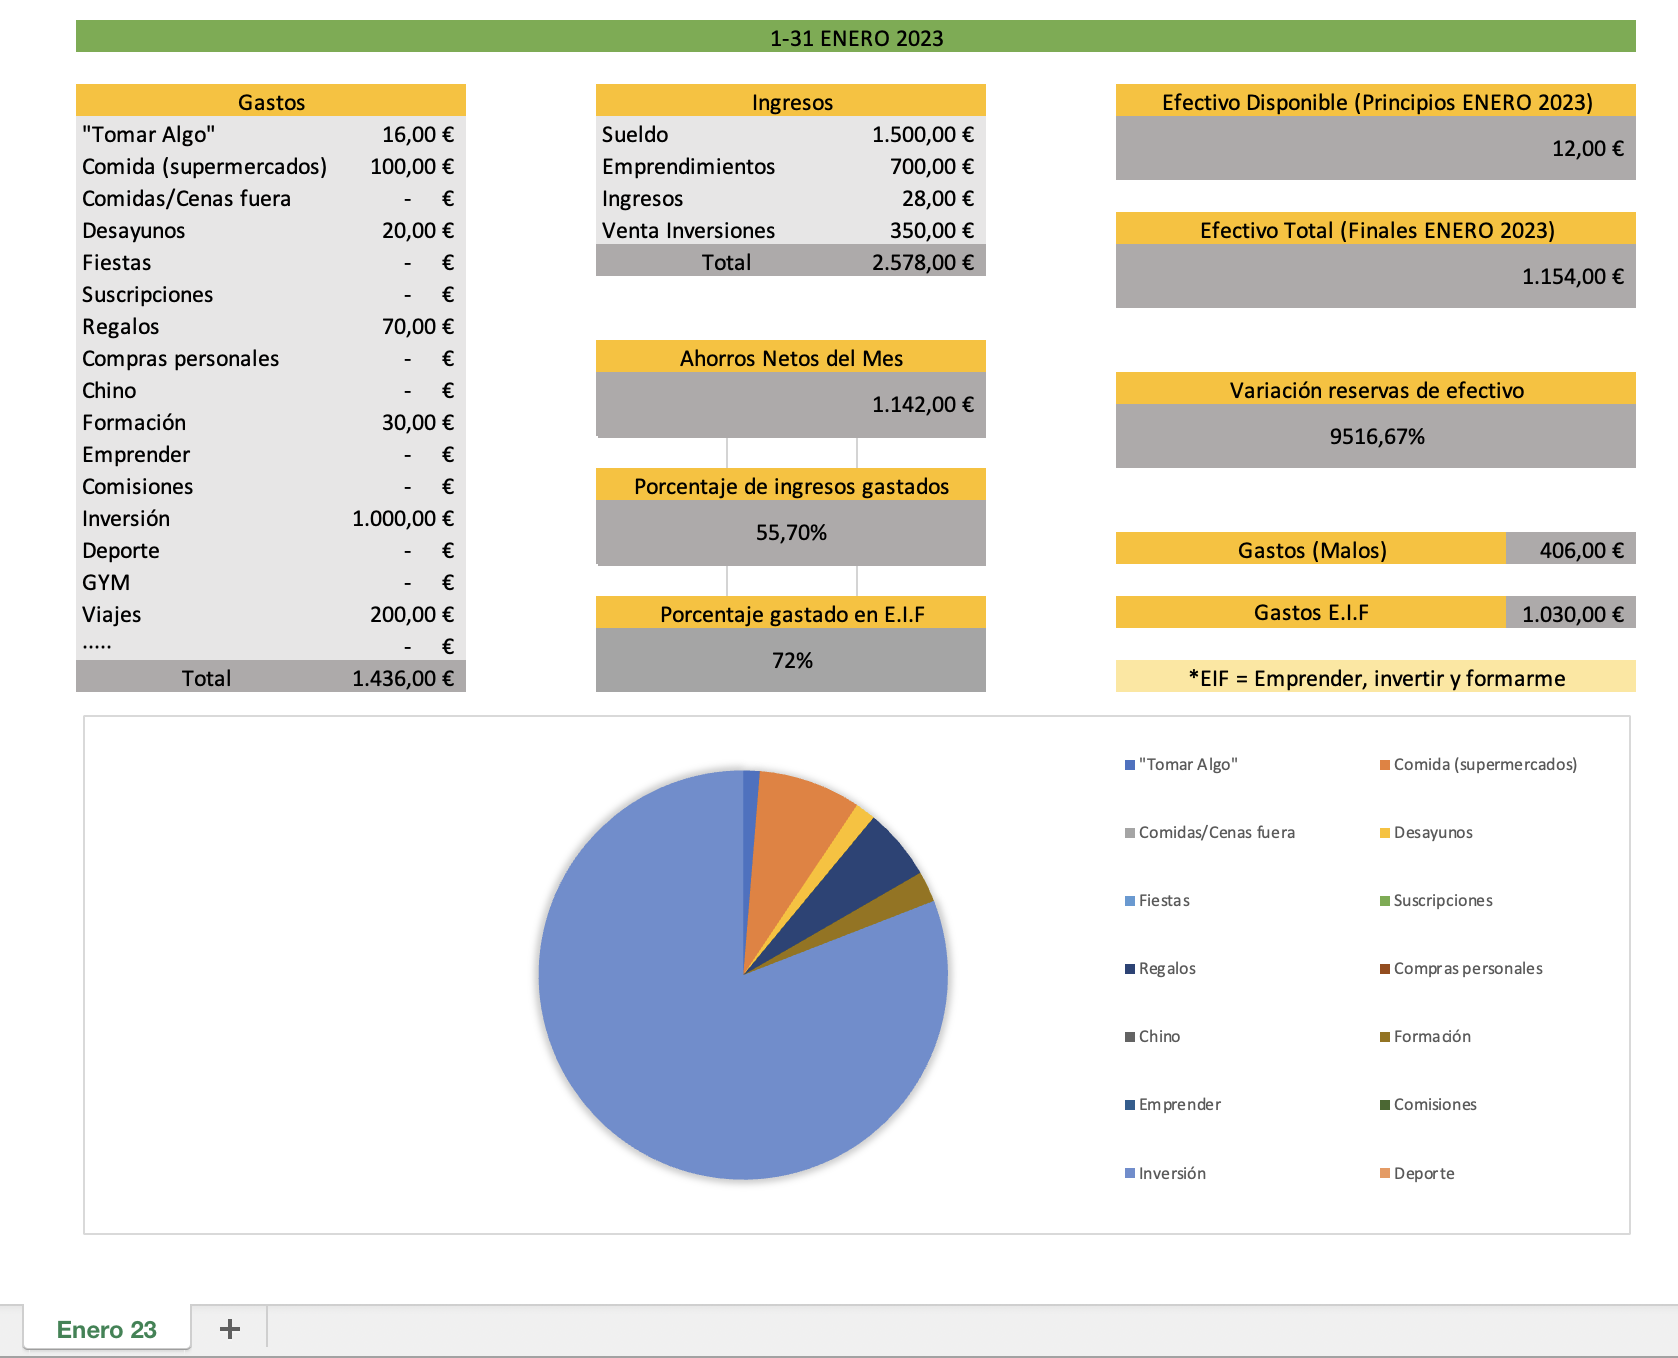 1-31 ENERO 2023
Gastos
"Tomar Algo" 16,00 €
Comida (supermercados) 100,00 €
Comidas/Cenas fuera - €
Desayunos 20,00 €
Fiestas - €
Suscripciones - €
Regalos 70,00 €
Compras personales - €
Chino - €
Formación 30,00 €
Emprender - €
Comisiones - €
Inversión 1.000,00 €
Deporte - €
GYM - €
Viajes 200,00 €
..... - €
Total 1.436,00 €
Ingresos
Sueldo 1.500,00 €
Emprendimientos 700,00 €
Ingresos 28,00 €
Venta Inversiones 350,00 €
Total 2.578,00 €
Ahorros Netos del Mes
1.142,00 €
Porcentaje de ingresos gastados
55,70%
Porcentaje gastado en E.I.F
72%
Efectivo Disponible (Principios ENERO 2023)
12,00 €
Efectivo Total (Finales ENERO 2023)
1.154,00 €
Variación reservas de efectivo
9516,67%
Gastos (Malos) 406,00 €
Gastos E.I.F 1.030,00 €
*EIF = Emprender, invertir y formarme
"Tomar Algo" Comida (supermercados)
Comidas/Cenas fuera Desayunos
Fiestas Suscripciones
Regalos Compras personales
Chino Formación
Emprender Comisiones
Inversión Deporte
Enero 23 +